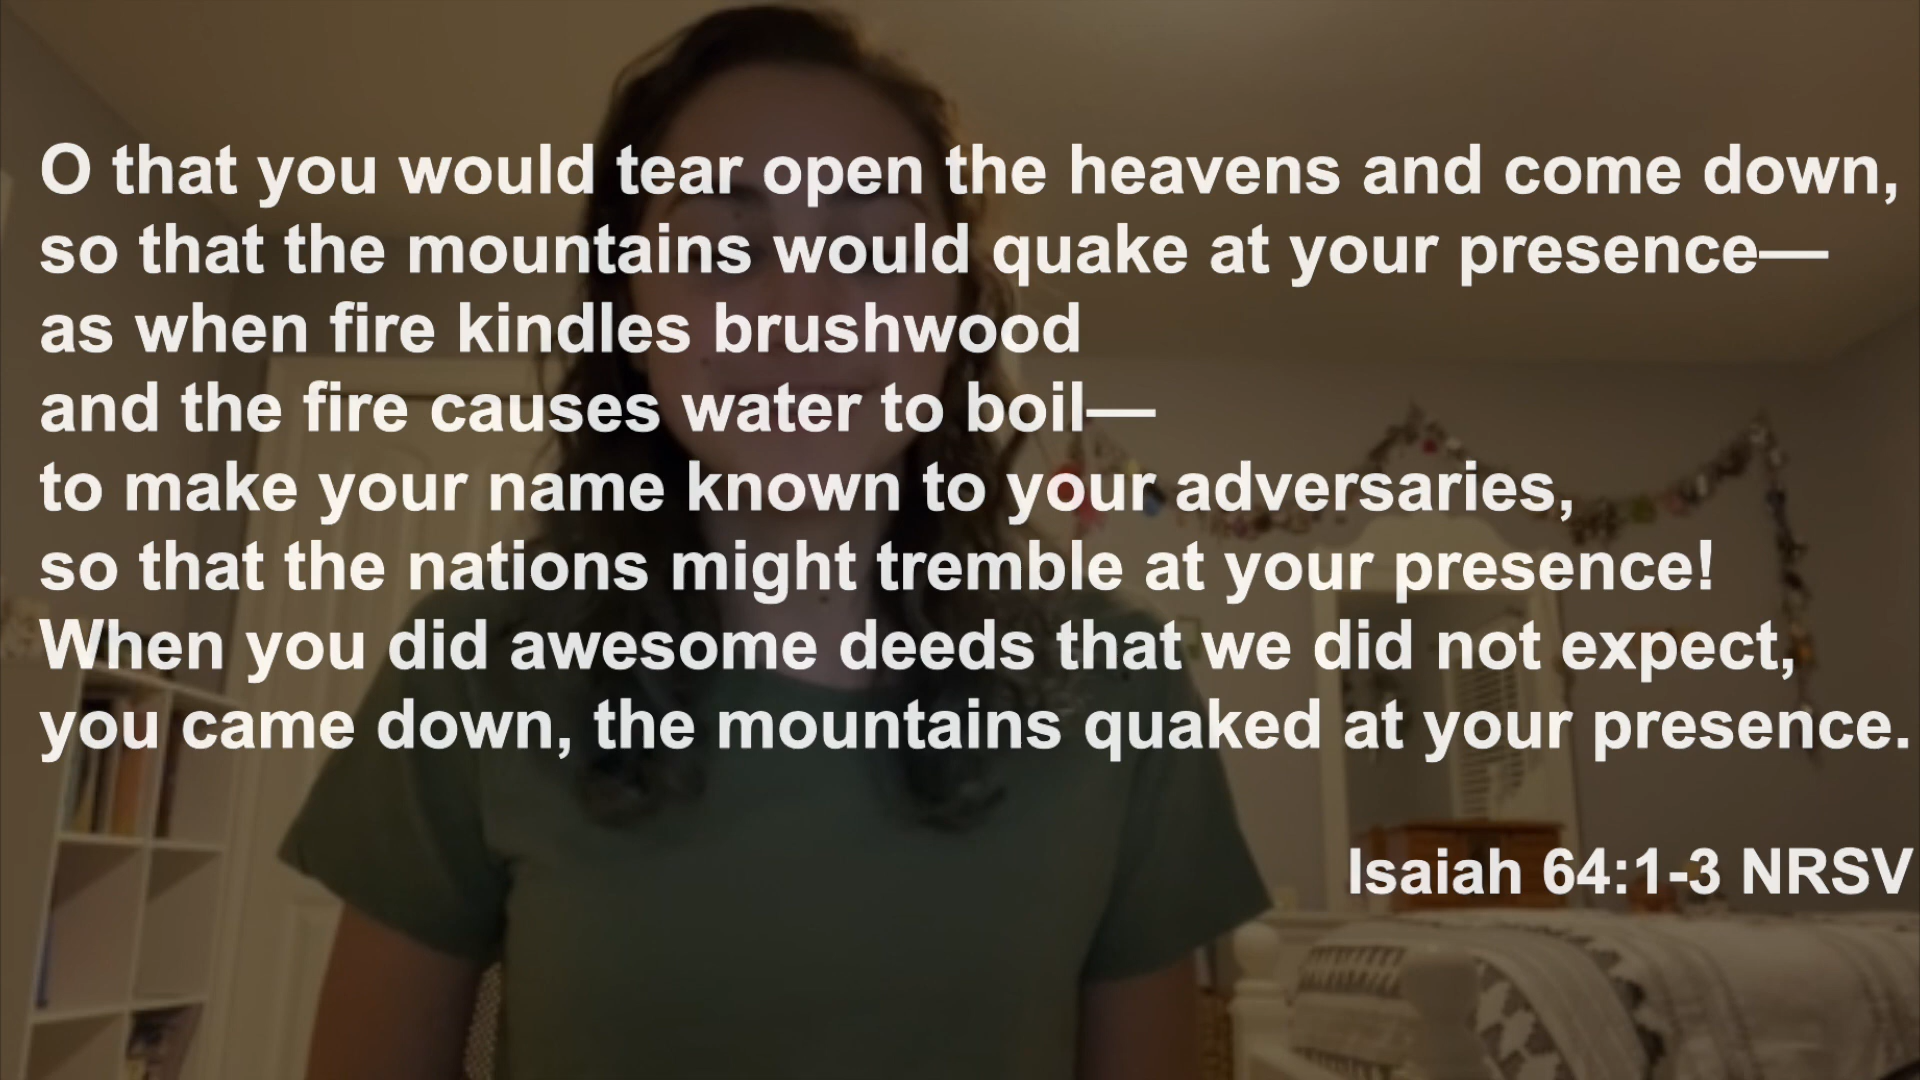 O that you would tear open the heavens and come down,
so that the mountains would quake at your presence—
as when fire kindles brushwood
and the fire causes water to boil—
to make your name known to your adversaries,
so that the nations might tremble at your presence!
When you did awesome deeds that we did not expect,
you came down, the mountains quaked at your presence.
Isaiah 64:1-3 NRSV